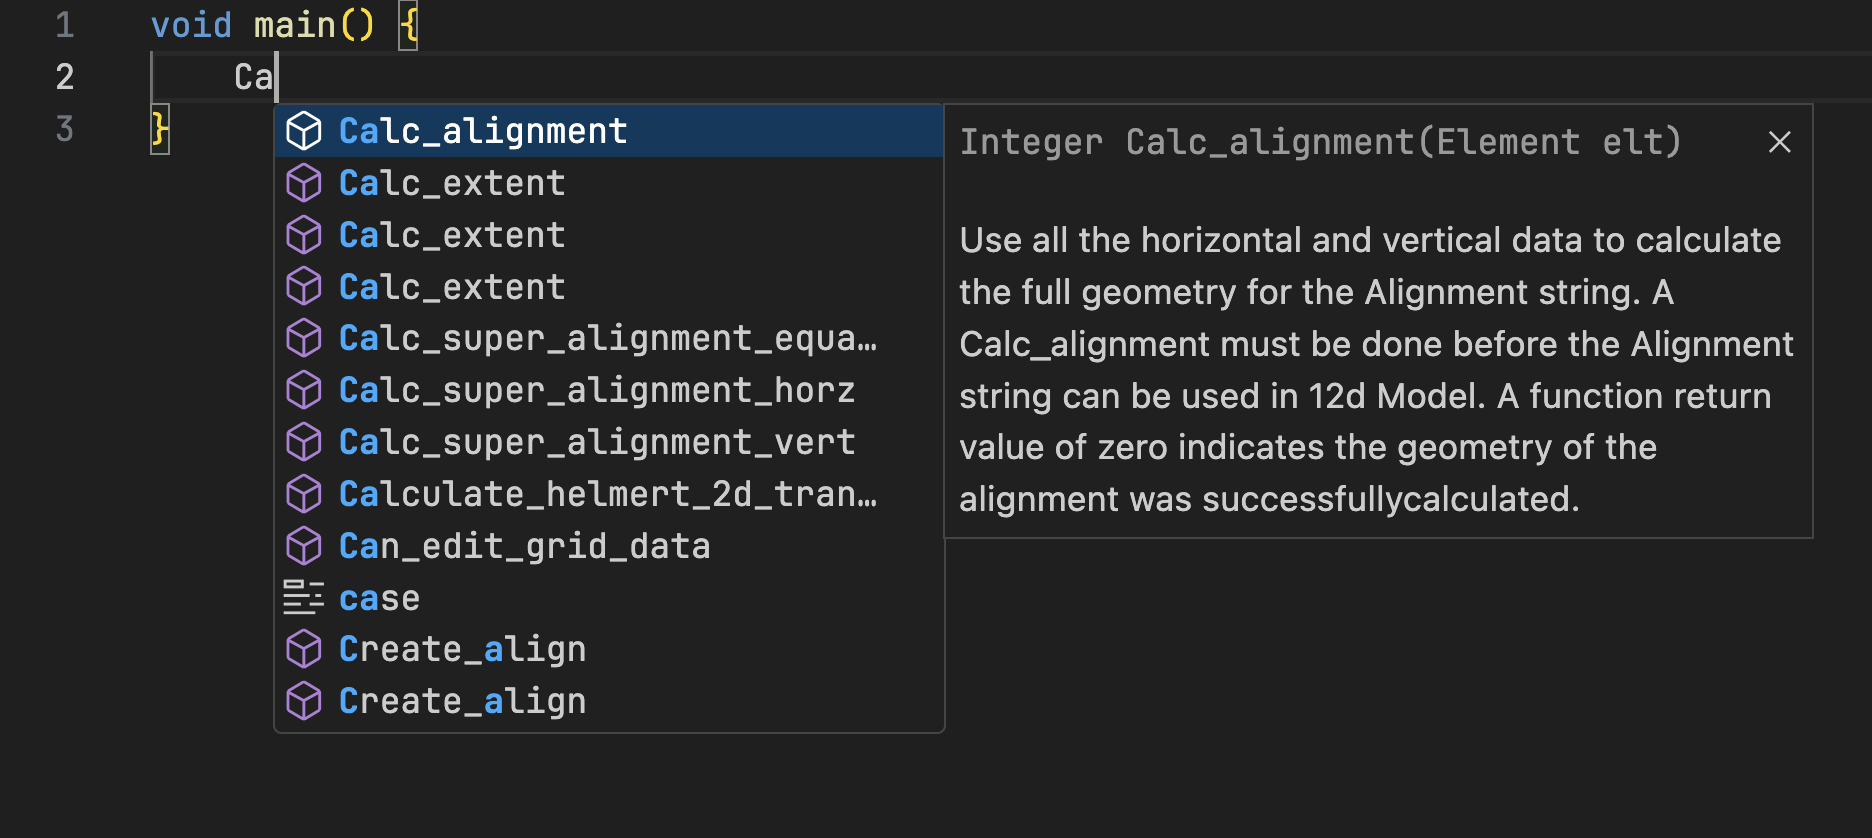 1 void main() {
2 Ca
3 }
Calc_alignment
Calc_extent
Calc_extent
Calc_extent
Calc_super_alignment_equa…
Calc_super_alignment_horz
Calc_super_alignment_vert
Calculate_helmert_2d_tran…
Can_edit_grid_data
case
Create_align
Create_align
Integer Calc_alignment(Element elt)
Use all the horizontal and vertical data to calculate
the full geometry for the Alignment string. A
Calc_alignment must be done before the Alignment
string can be used in 12d Model. A function return
value of zero indicates the geometry of the
alignment was successfullycalculated.